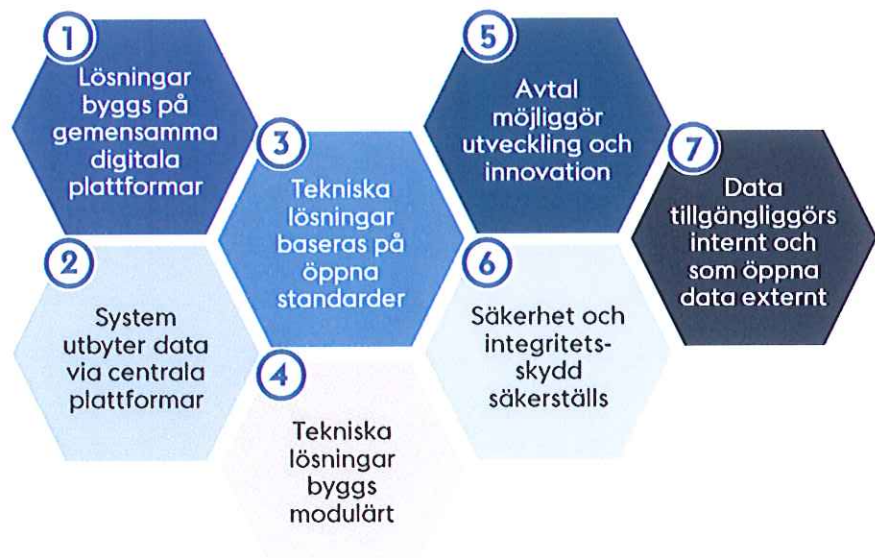 1
Lösningar
byggs på
gemensamma
digitala
plattformar
2
System
utbyter data
via centrala
plattformar
3
Tekniska
lösningar
baseras på
öppna
standarder
4
Tekniska
lösningar
byggs
modulärt
5
Avtal
möjliggör
utveckling och
innovation
6
Säkerhet och
integritets-
skydd
säkerställs
7
Data
tillgängliggörs
internt och
som öppna
data externt